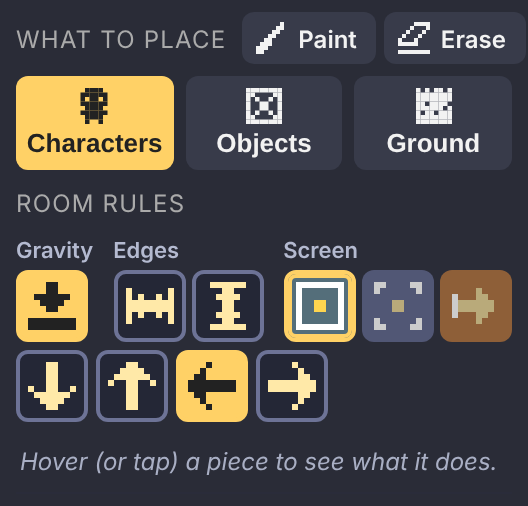 WHAT TO PLACE Paint Erase
Characters Objects Ground
ROOM RULES
Gravity Edges Screen
Hover (or tap) a piece to see what it does.